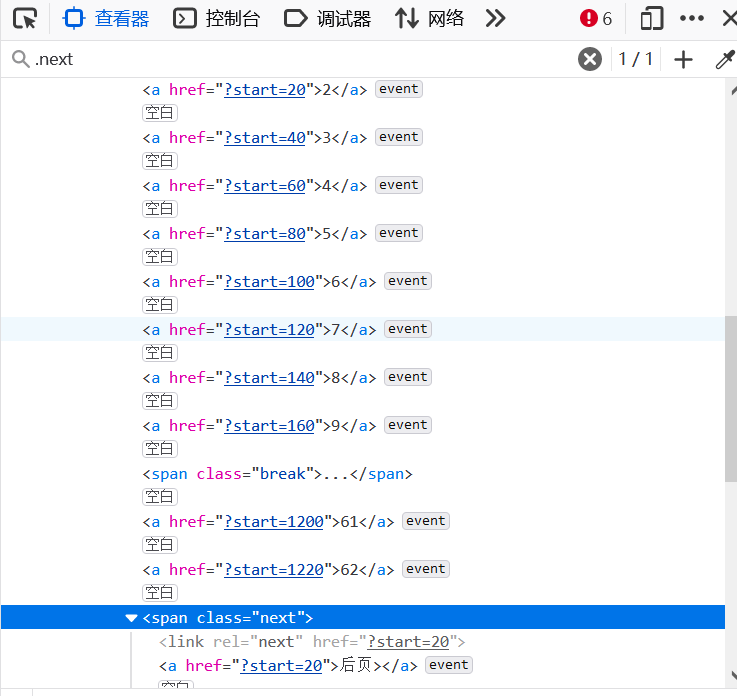 查看器 控制台 调试器 网络 6
.next 1 / 1
<a href="?start=20">2</a> event
空白
<a href="?start=40">3</a> event
空白
<a href="?start=60">4</a> event
空白
<a href="?start=80">5</a> event
空白
<a href="?start=100">6</a> event
空白
<a href="?start=120">7</a> event
空白
<a href="?start=140">8</a> event
空白
<a href="?start=160">9</a> event
空白
<span class="break">...</span>
空白
<a href="?start=1200">61</a> event
空白
<a href="?start=1220">62</a> event
空白
<span class="next">
<link rel="next" href="?start=20">
<a href="?start=20">后页></a> event
空白